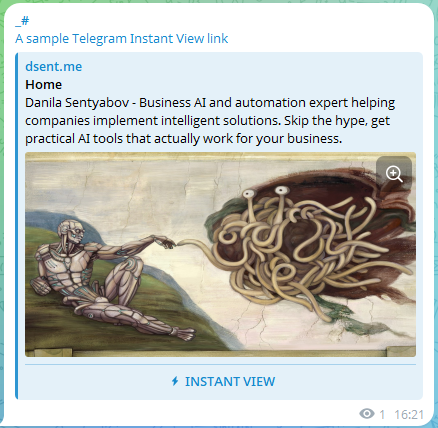 _#
A sample Telegram Instant View link
dsent.me
Home
Danila Sentyabov - Business AI and automation expert helping
companies implement intelligent solutions. Skip the hype, get
practical AI tools that actually work for your business.
INSTANT VIEW
1 16:21